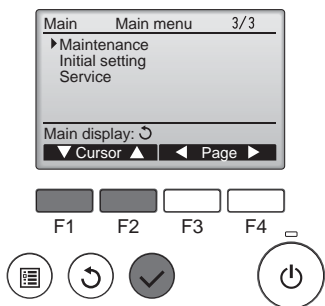 Main Main menu 3/3
Maintenance
Initial setting
Service
Main display:
Cursor Page
F1 F2 F3 F4